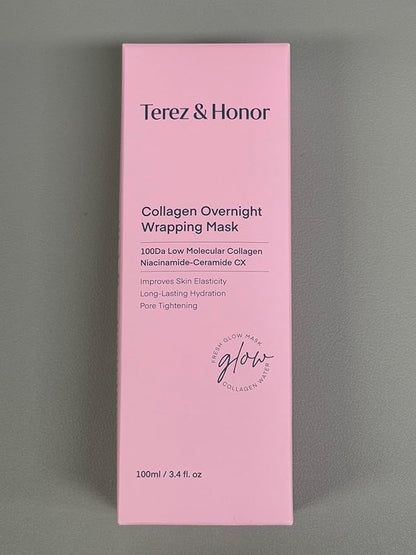 Terez & Honor
Collagen Overnight
Wrapping Mask
100Da Low Molecular Collagen
Niacinamide-Ceramide CX
Improves Skin Elasticity
Long-Lasting Hydration
Pore Tightening
FRESH GLOW MASK
glow
COLLAGEN WATER
100ml / 3.4 fl. oz